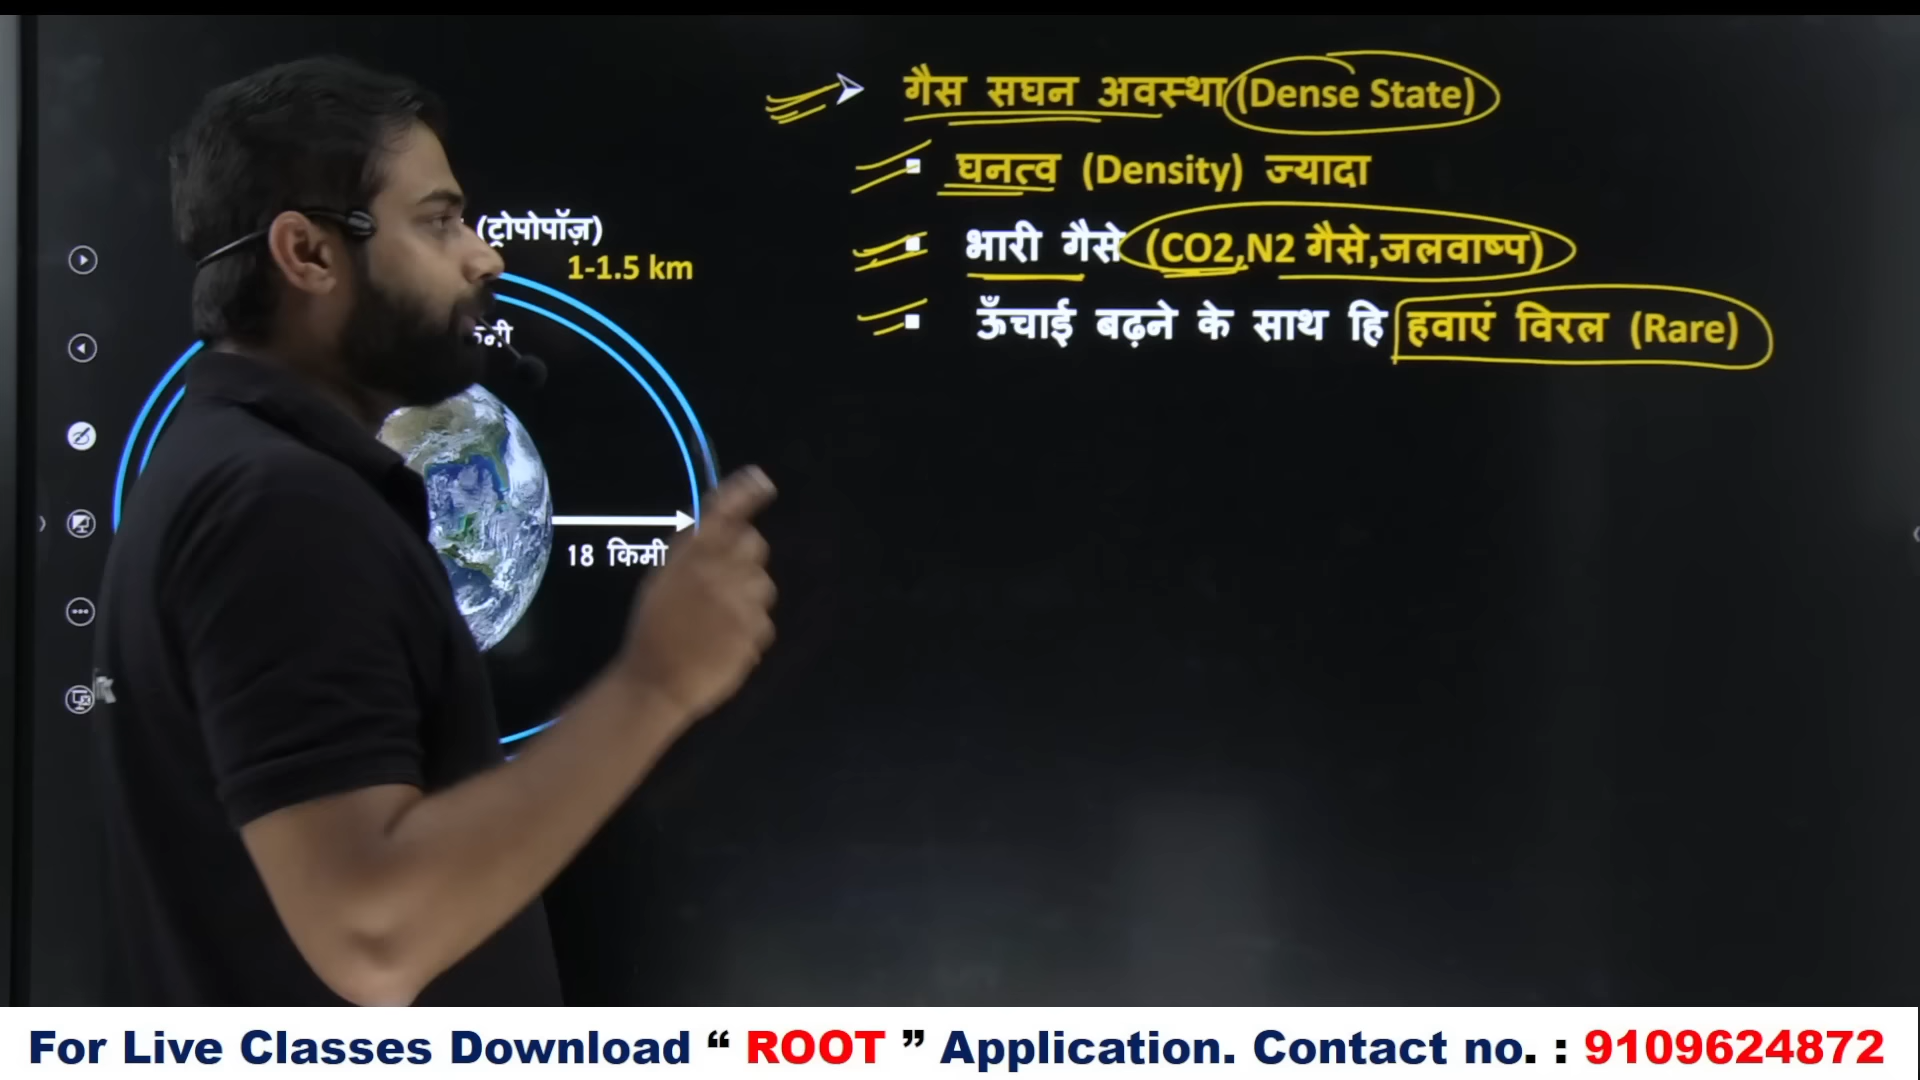 गैस सघन अवस्था (Dense State)
घनत्व (Density) ज्यादा
भारी गैसे (CO2,N2 गैसे,जलवाष्प)
ऊँचाई बढ़ने के साथ हि हवाएं विरल (Rare)
(ट्रोपोपॉज़)
1-1.5 km
18 किमी
For Live Classes Download “ ROOT ” Application. Contact no. : 9109624872